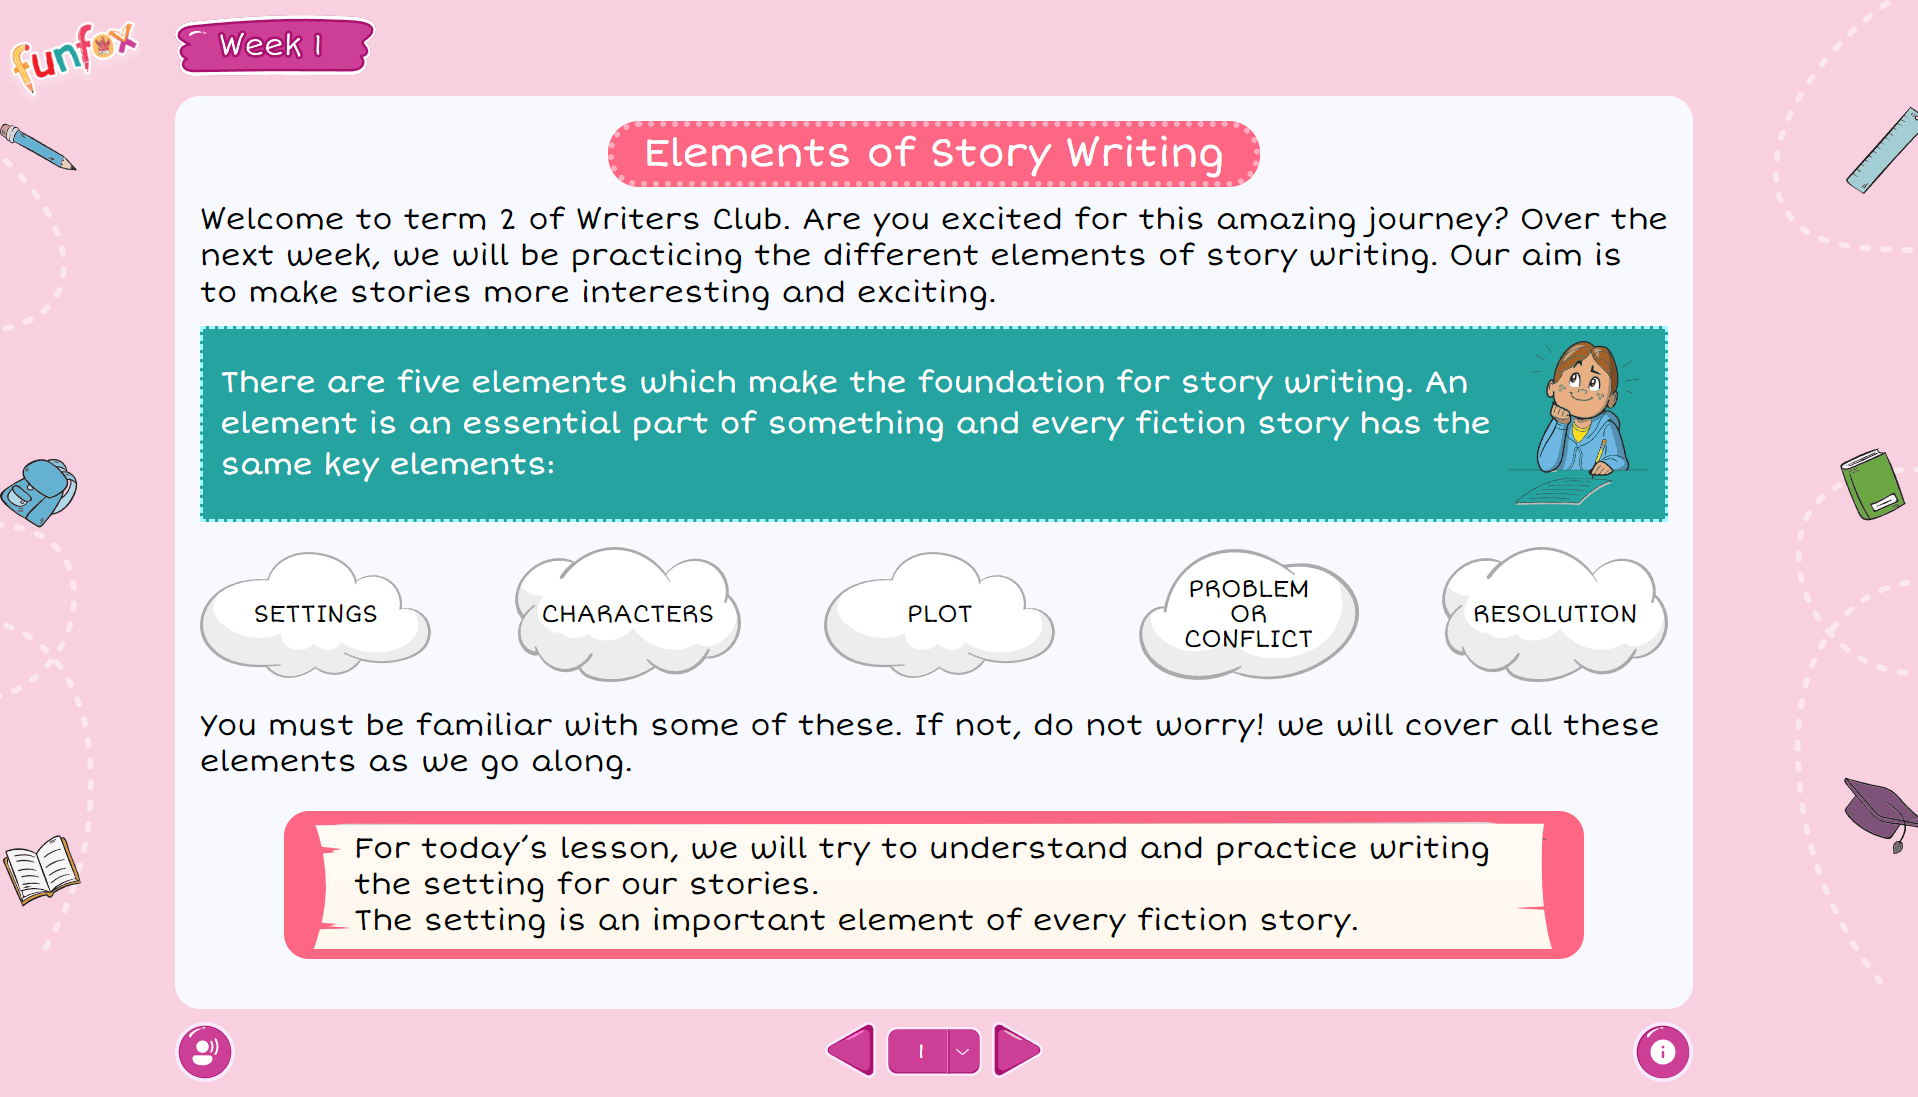 funfox
Week 1
Elements of Story Writing
Welcome to term 2 of Writers Club. Are you excited for this amazing journey? Over the
next week, we will be practicing the different elements of story writing. Our aim is
to make stories more interesting and exciting.
There are five elements which make the foundation for story writing. An
element is an essential part of something and every fiction story has the
same key elements:
SETTINGS
CHARACTERS
PLOT
PROBLEM
OR
CONFLICT
RESOLUTION
You must be familiar with some of these. If not, do not worry! we will cover all these
elements as we go along.
For today's lesson, we will try to understand and practice writing
the setting for our stories.
The setting is an important element of every fiction story.
1